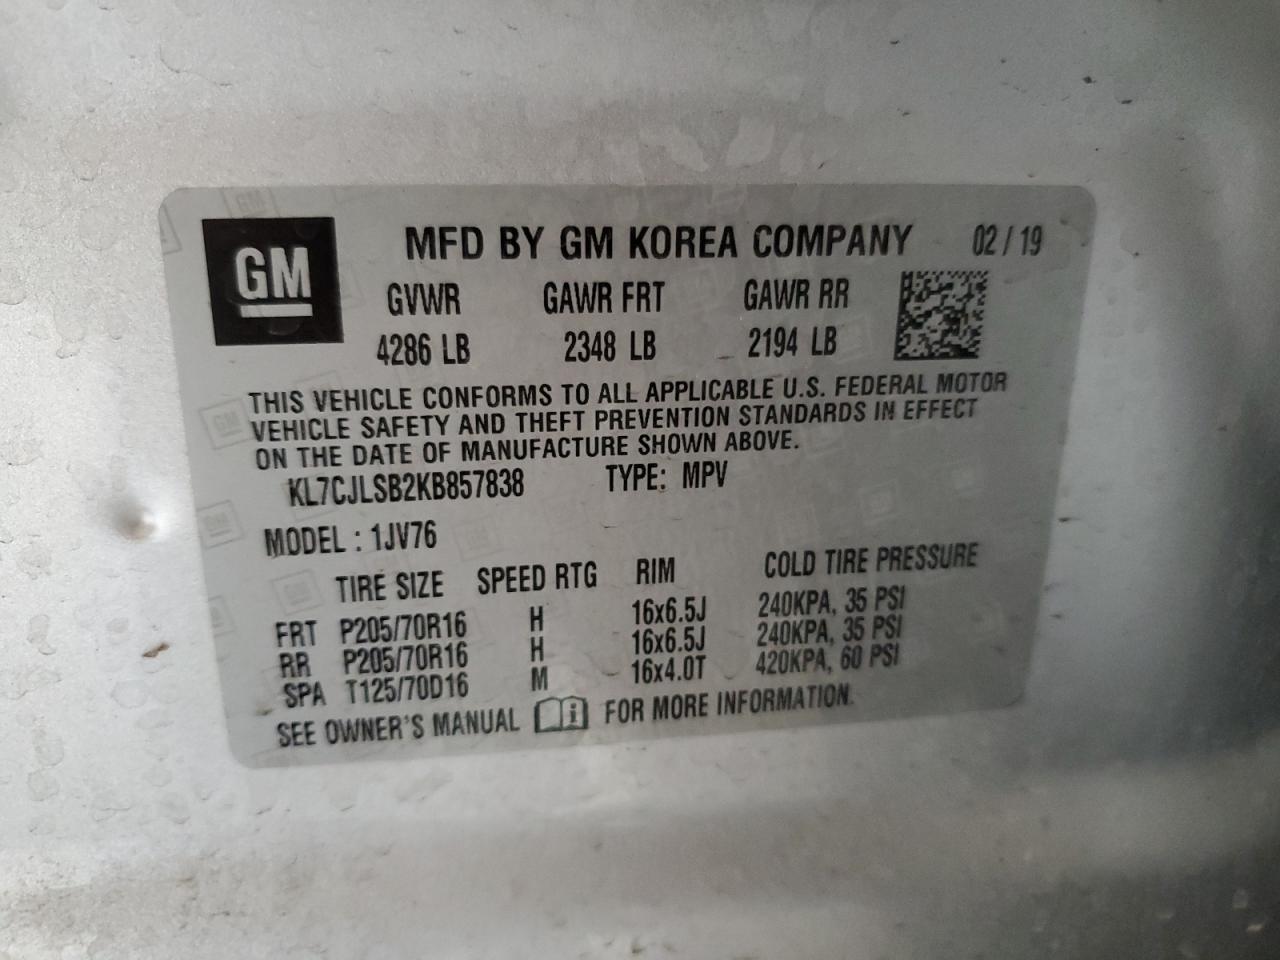 GM
MFD BY GM KOREA COMPANY 02 / 19
GVWR GAWR FRT GAWR RR
4286 LB 2348 LB 2194 LB
THIS VEHICLE CONFORMS TO ALL APPLICABLE U.S. FEDERAL MOTOR
VEHICLE SAFETY AND THEFT PREVENTION STANDARDS IN EFFECT
ON THE DATE OF MANUFACTURE SHOWN ABOVE.
KL7CJLSB2KB857838 TYPE: MPV
MODEL : 1JV76
TIRE SIZE SPEED RTG RIM COLD TIRE PRESSURE
FRT P205/70R16 H 16x6.5J 240KPA, 35 PSI
RR P205/70R16 H 16x6.5J 240KPA, 35 PSI
SPA T125/70D16 M 16x4.0T 420KPA, 60 PSI
SEE OWNER'S MANUAL i FOR MORE INFORMATION.